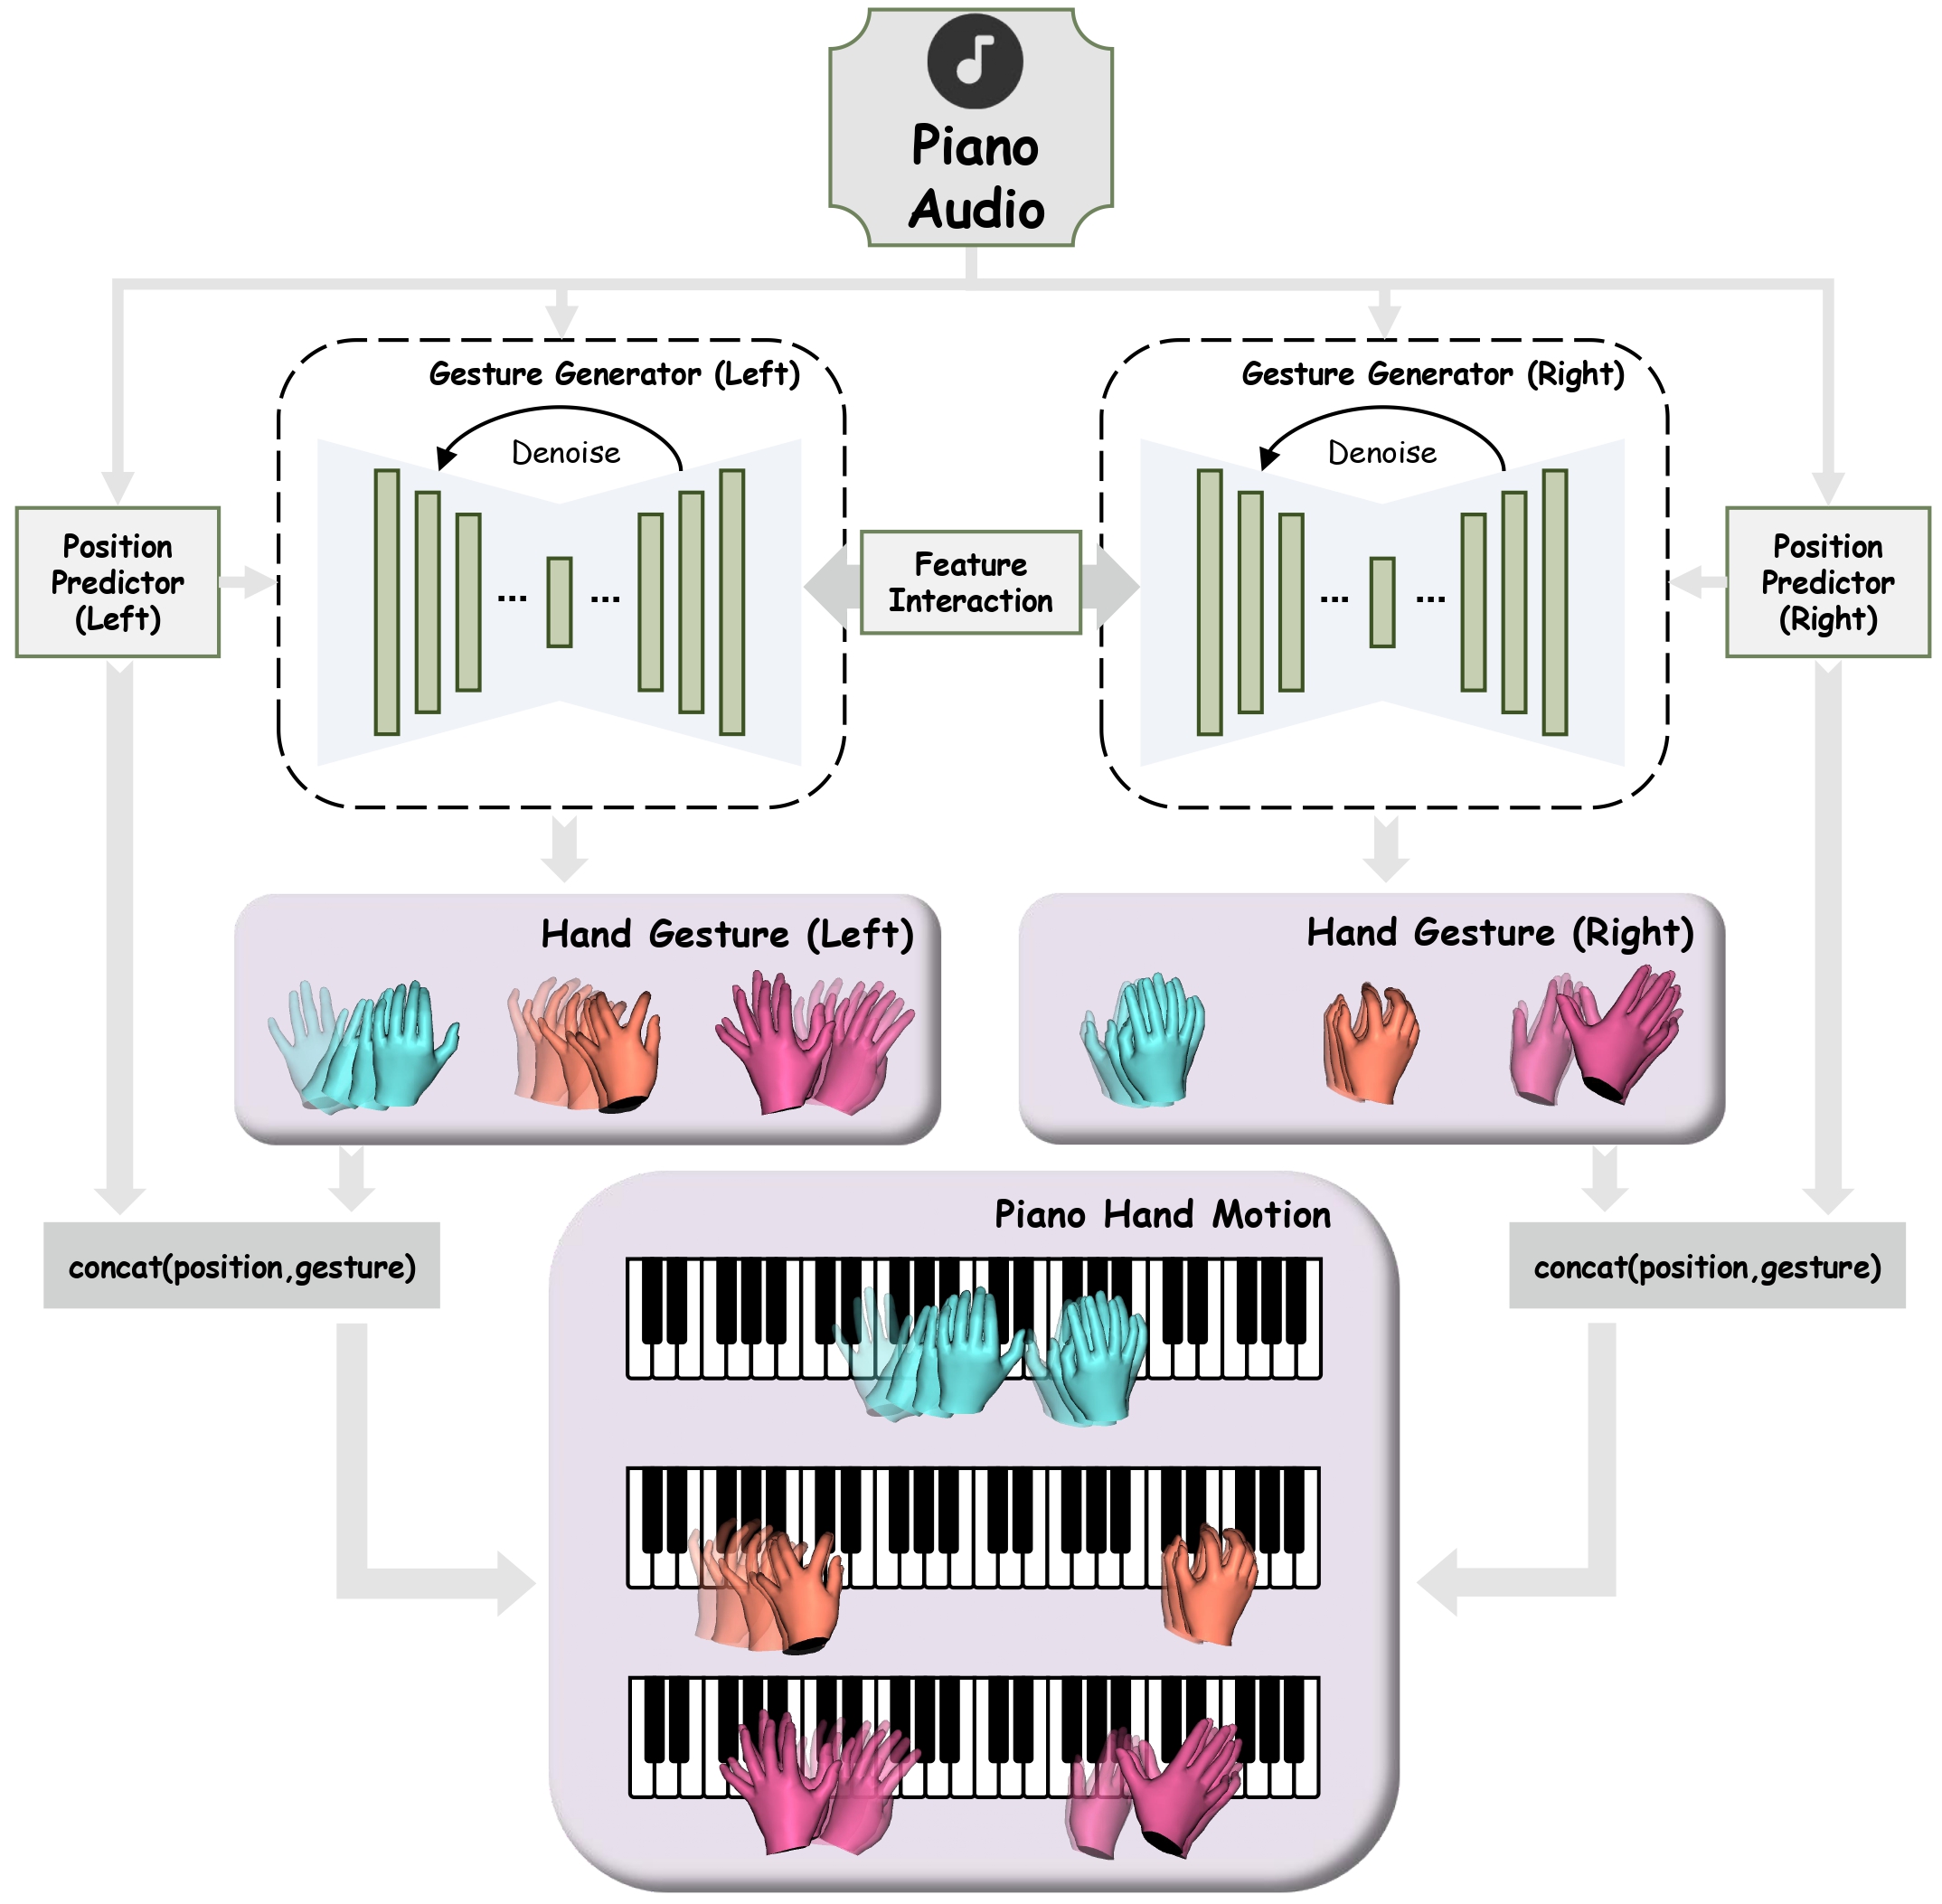 Piano
Audio
Gesture Generator (Left)
Gesture Generator (Right)
Denoise
Denoise
Position
Predictor
(Left)
...
...
Feature
Interaction
...
...
Position
Predictor
(Right)
Hand Gesture (Left)
Hand Gesture (Right)
Piano Hand Motion
concat(position,gesture)
concat(position,gesture)